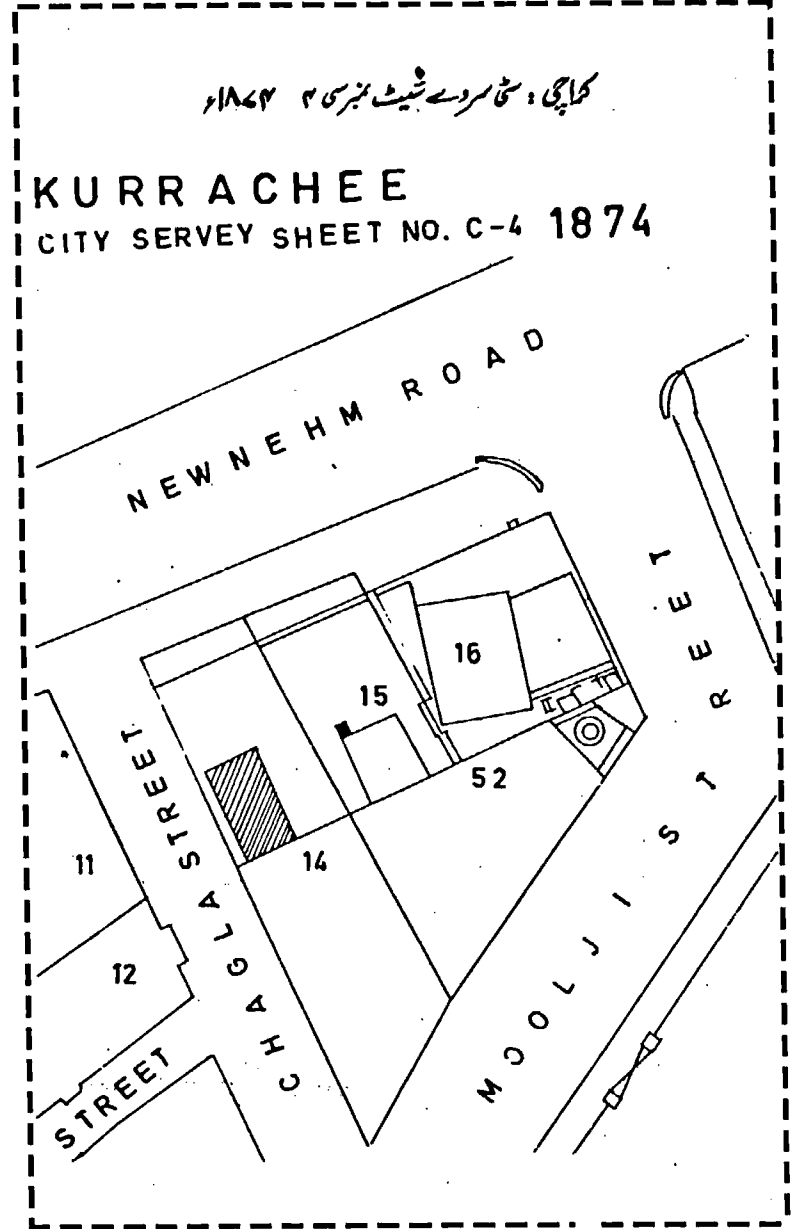 کراچی: سٹی سروے شیٹ نمبر سی ۴ ۱۸۷۴ء
KURRACHEE
CITY SERVEY SHEET NO. C-4 1874
NEWNEHM ROAD
16
15
52
14
11
12
CHAGLA STREET
MOOLJI STREET
STREET